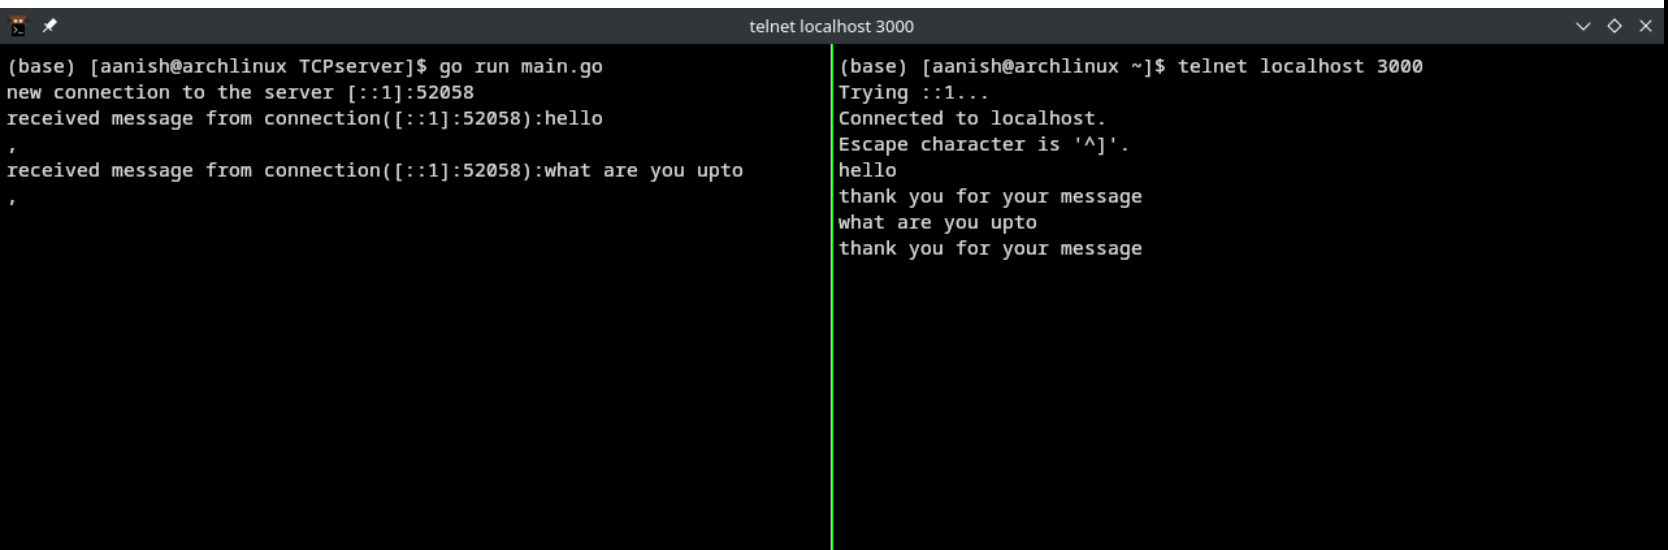 telnet localhost 3000
(base) [aanish@archlinux TCPserver]$ go run main.go
new connection to the server [::1]:52058
received message from connection([::1]:52058):hello
,
received message from connection([::1]:52058):what are you upto
,
(base) [aanish@archlinux ~]$ telnet localhost 3000
Trying ::1...
Connected to localhost.
Escape character is '^]'.
hello
thank you for your message
what are you upto
thank you for your message